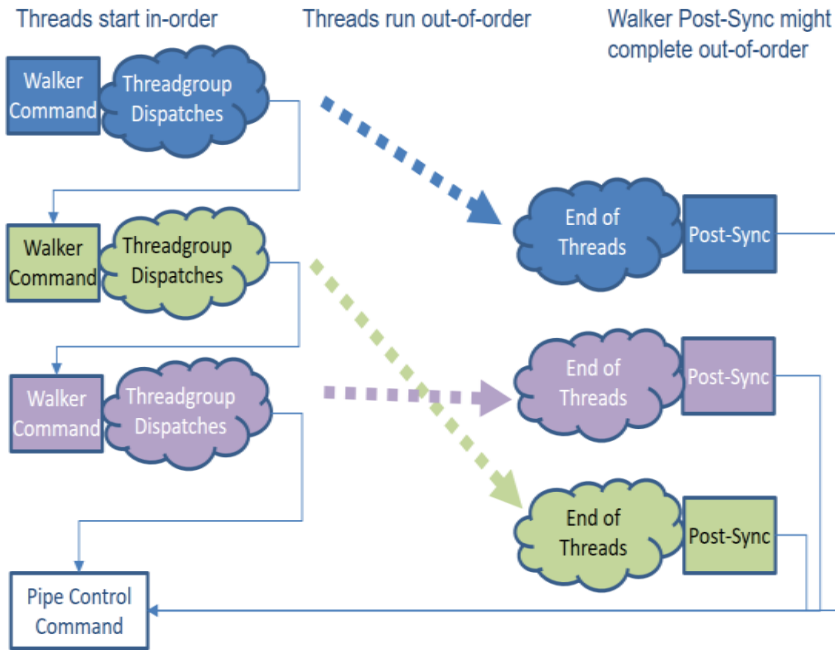 Threads start in-order
Threads run out-of-order
Walker Post-Sync might
complete out-of-order
Walker
Command
Threadgroup
Dispatches
End of
Threads
Post-Sync
Walker
Command
Threadgroup
Dispatches
Walker
Command
Threadgroup
Dispatches
End of
Threads
Post-Sync
End of
Threads
Post-Sync
Pipe Control
Command